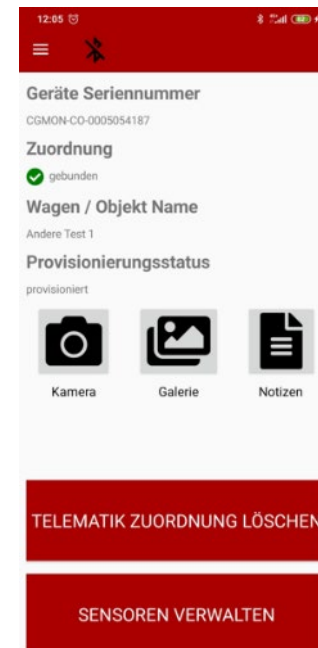 12:05
82
Geräte Seriennummer
CGMON-CO-0005054187
Zuordnung
gebunden
Wagen / Objekt Name
Andere Test 1
Provisionierungsstatus
provisioniert
Kamera Galerie Notizen
TELEMATIK ZUORDNUNG LÖSCHEN
SENSOREN VERWALTEN